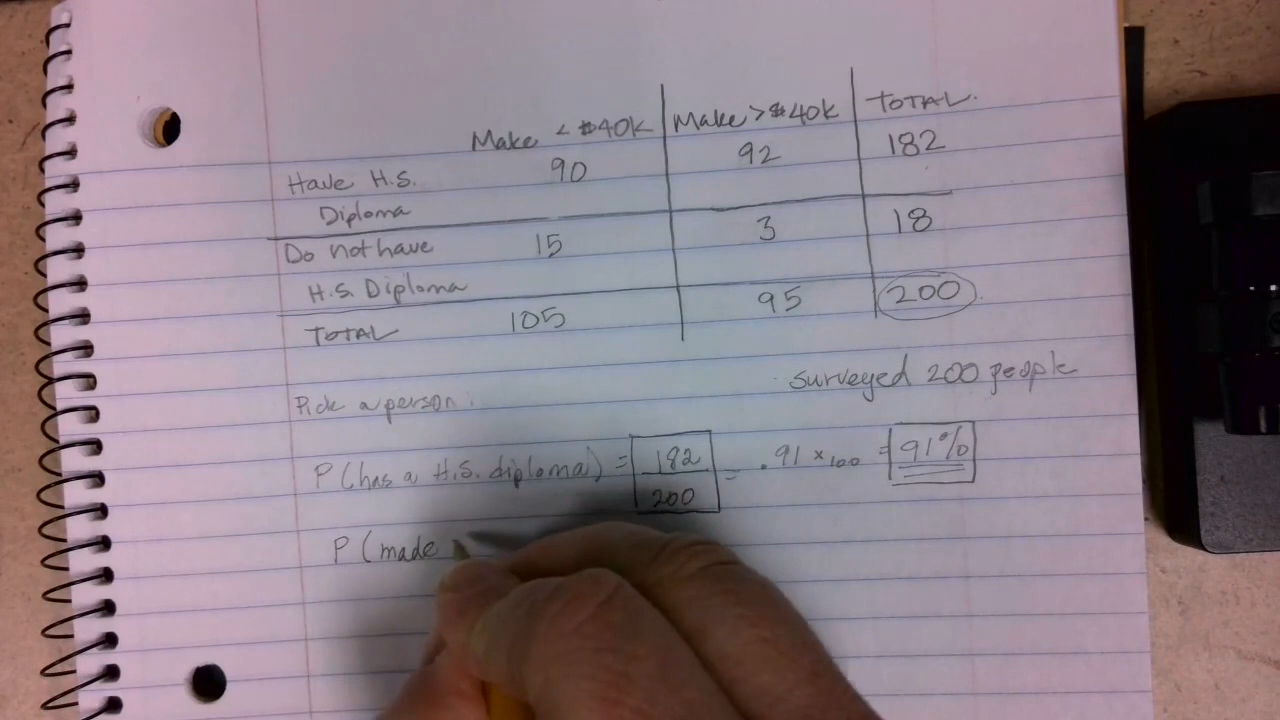 Make < $40K Make > $40K TOTAL.
Have H.S. 90 92 182
Diploma
Do not have 15 3 18
H.S. Diploma
TOTAL 105 95 200
surveyed 200 people
Pick a person:
P (has a H.S. diploma) = 182/200 = .91 x 100 = 91%
P (made